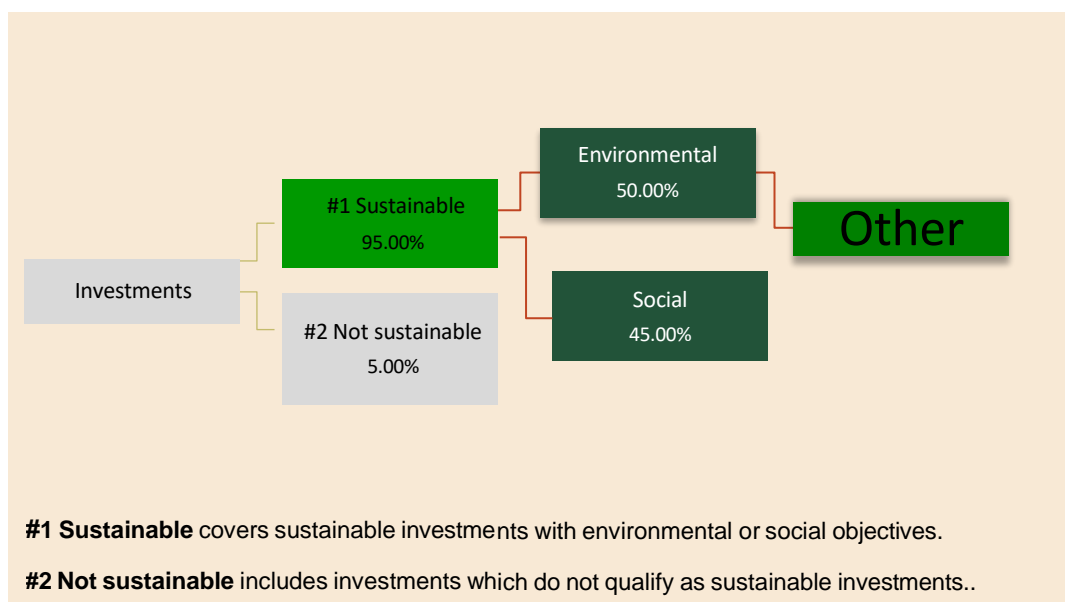 Environmental
50.00%
#1 Sustainable
95.00%
Other
Investments
Social
45.00%
#2 Not sustainable
5.00%
#1 Sustainable covers sustainable investments with environmental or social objectives.
#2 Not sustainable includes investments which do not qualify as sustainable investments..